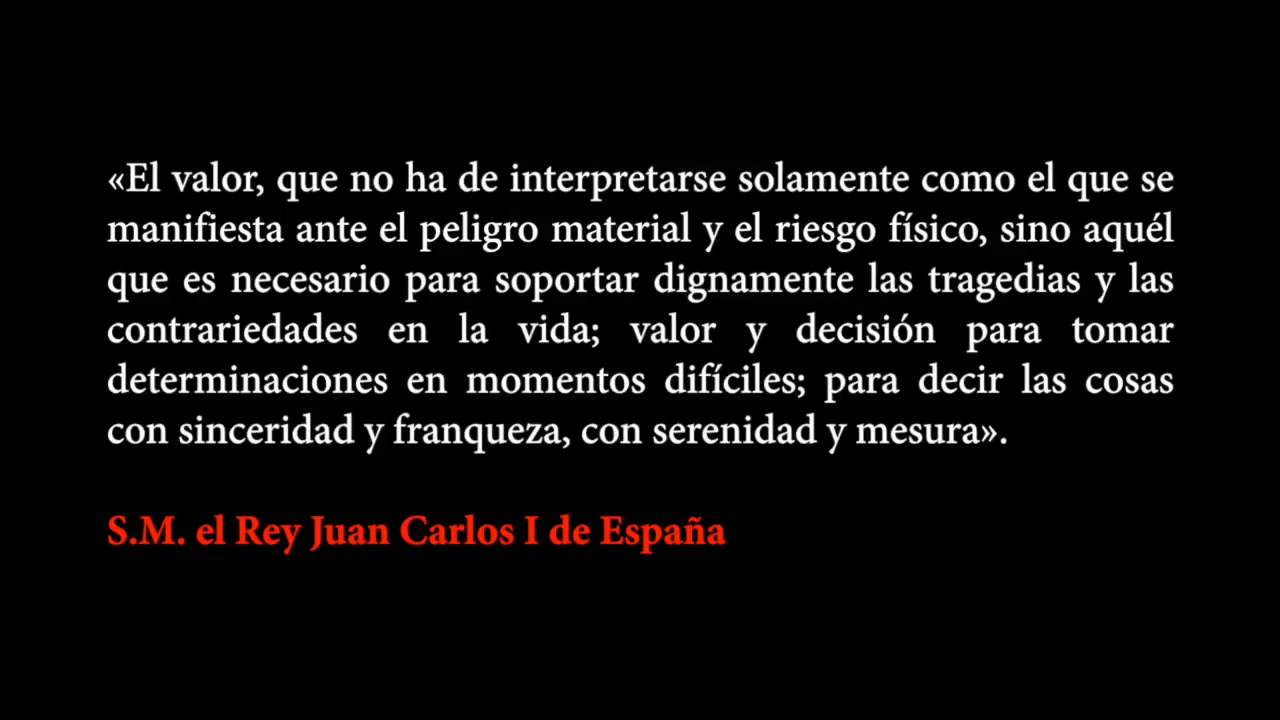 «El valor, que no ha de interpretarse solamente como el que se
manifiesta ante el peligro material y el riesgo físico, sino aquél
que es necesario para soportar dignamente las tragedias y las
contrariedades en la vida; valor y decisión para tomar
determinaciones en momentos difíciles; para decir las cosas
con sinceridad y franqueza, con serenidad y mesura».
S.M. el Rey Juan Carlos I de España